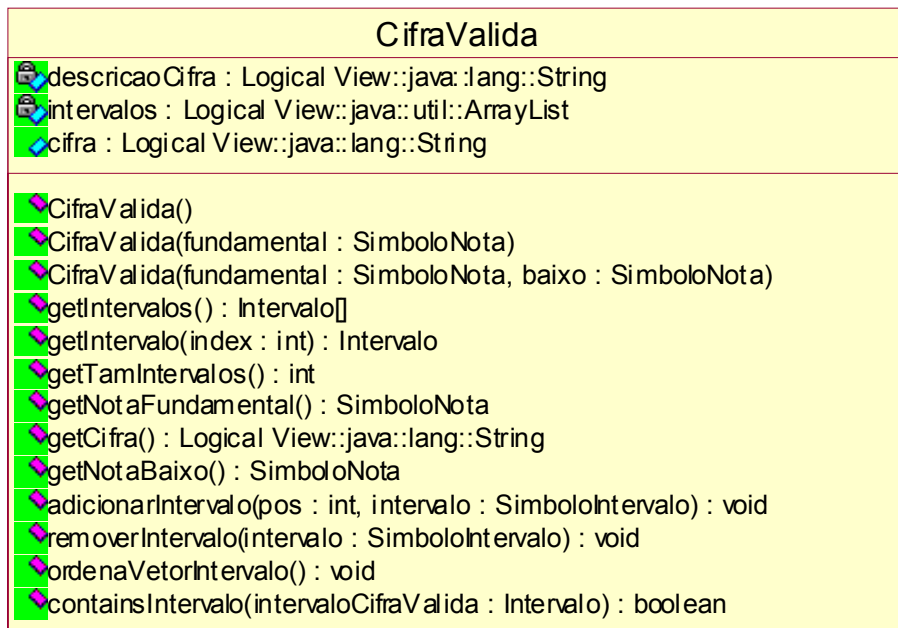 CifraValida
descricaoCifra : Logical View::java::lang::String
intervalos : Logical View::java::util::ArrayList
cifra : Logical View::java::lang::String
CifraValida()
CifraValida(fundamental : SimboloNota)
CifraValida(fundamental : SimboloNota, baixo : SimboloNota)
getIntervalos() : Intervalo[]
getIntervalo(index : int) : Intervalo
getTamIntervalos() : int
getNotaFundamental() : SimboloNota
getCifra() : Logical View::java::lang::String
getNotaBaixo() : SimboloNota
adicionarIntervalo(pos : int, intervalo : SimboloIntervalo) : void
removerIntervalo(intervalo : SimboloIntervalo) : void
ordenaVetorIntervalo() : void
containsIntervalo(intervaloCifraValida : Intervalo) : boolean